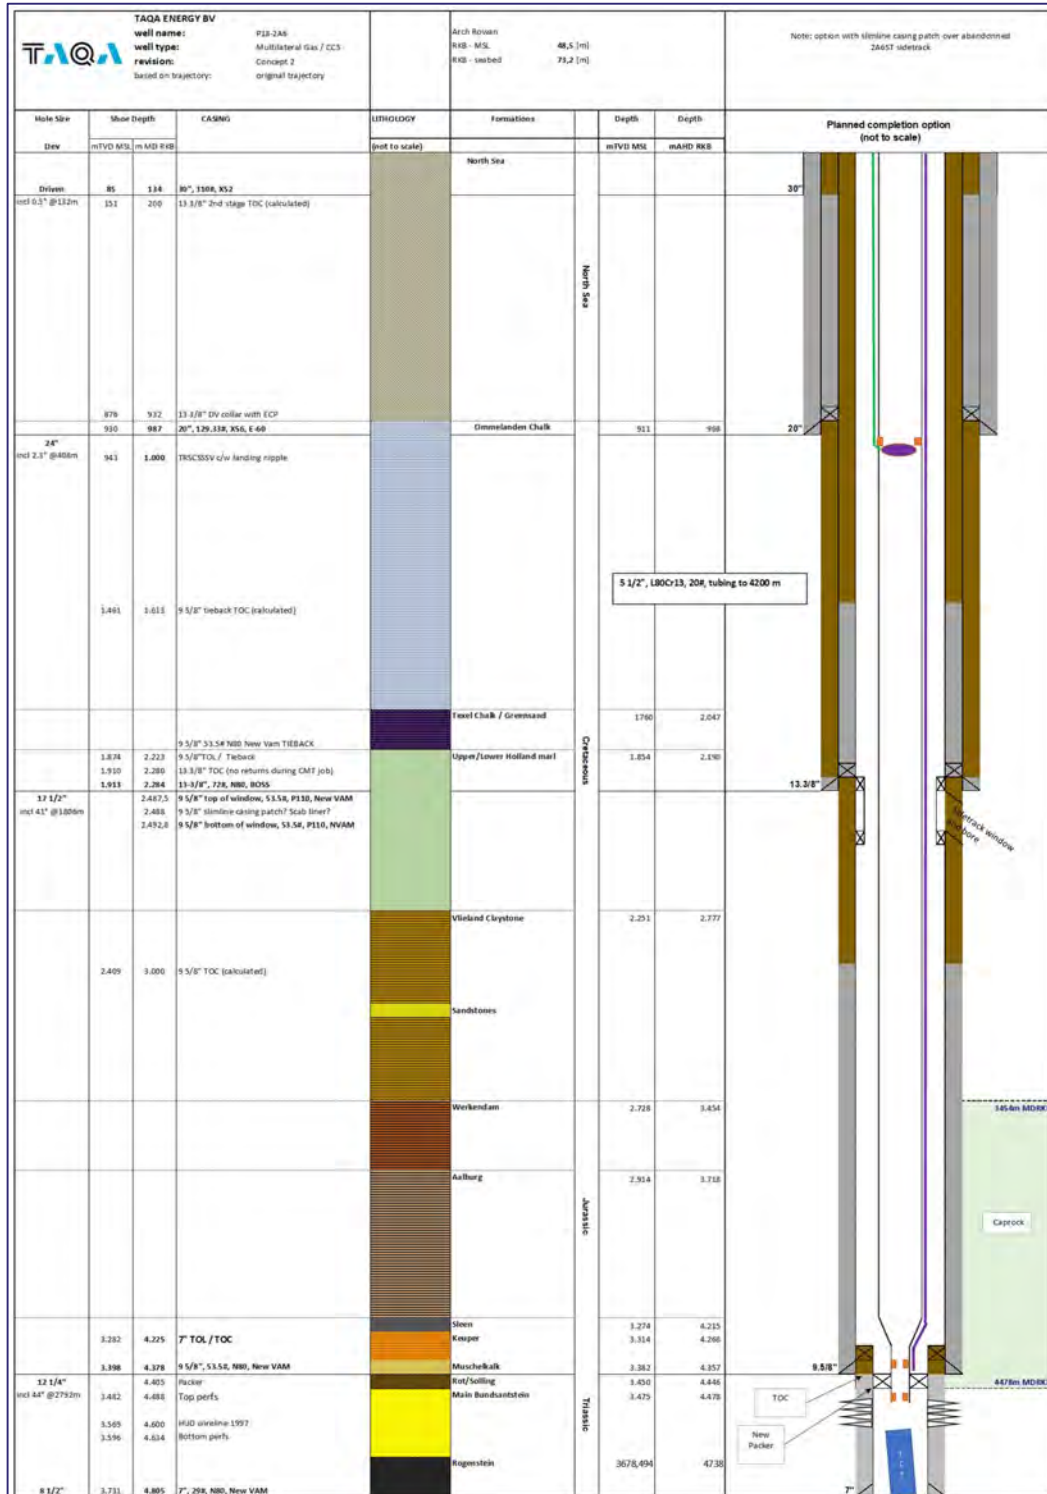 TAQA
TAQA ENERGY BV
well name: P18-2A6
well type: Multilateral Gas / CCS
revision: Concept 2
based on trajectory: original trajectory
Arch Rowan
RKB - MSL 48,5 [m]
RKB - seabed 73,2 [m]
Note: option with slimline casing patch over abandonned
2A6ST sidetrack
Hole Size Shoe Depth CASING LITHOLOGY Formations Depth Depth
Planned completion option
(not to scale)
Dev mTVD MSL m MD RKB (not to scale) mTVD MSL mAHD RKB
North Sea
Driven 85 134 30", 310#, X52 30"
incl 0.5° @132m 151 200 13 3/8" 2nd stage TOC (calculated)
North Sea
876 932 13 3/8" DV collar with ECP
930 987 20", 129.33#, X56, E-60 Ommelanden Chalk 911 968 20"
24"
incl 2.3° @408m 943 1.000 TRSCSSSV c/w landing nipple
5 1/2", L80Cr13, 20#, tubing to 4200 m
1.461 1.611 9 5/8" tieback TOC (calculated)
Texel Chalk / Greensand 1760 2.047
9 5/8" 53.5# N80 New Vam TIEBACK
Cretaceous
1.874 2.223 9 5/8"TOL / Tieback Upper/Lower Holland marl 1.854 2.190
1.910 2.280 13 3/8" TOC (no returns during CMT job)
1.913 2.284 13-3/8", 72#, N80, BOSS 13.3/8"
17 1/2" 2.487,5 9 5/8" top of window, 53.5#, P110, New VAM
incl 41° @1806m 2.488 9 5/8" slimline casing patch? Scab liner?
2.492,8 9 5/8" bottom of window, 53.5#, P110, NVAM
Sidetrack window
and bore
Vlieland Claystone 2.251 2.777
2.409 3.000 9 5/8" TOC (calculated)
Sandstones
Werkendam 2.728 3.454 3454m MDRKB
Aalburg 2.914 3.718
Jurassic
Caprock
Sleen 3.274 4.215
3.282 4.225 7" TOL / TOC Keuper 3.314 4.266
3.398 4.378 9 5/8", 53.5#, N80, New VAM Muschelkalk 3.382 4.357 9.5/8"
12 1/4" 4.405 Packer Rot/Solling 3.450 4.446 4478m MDRKB
incl 44° @2792m 3.482 4.488 Top perfs Main Bundsantstein 3.475 4.478
TOC
Triassic
3.569 4.600 HUD wireline 1997
3.596 4.634 Bottom perfs
New
Packer
Rogenstein 3678,494 4738
8 1/2" 3.731 4.805 7", 29#, N80, New VAM 7"